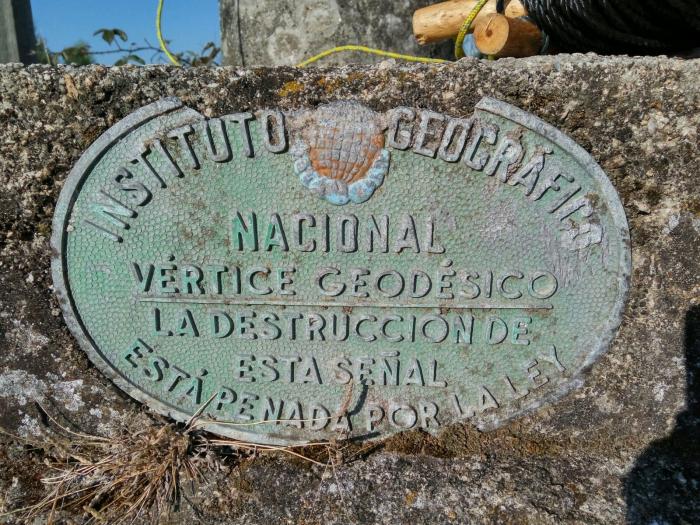 INSTITUTO GEOGRÁFICO
NACIONAL
VÉRTICE GEODÉSICO
LA DESTRUCCIÓN DE
ESTA SEÑAL
ESTÁ PENADA POR LA LEY